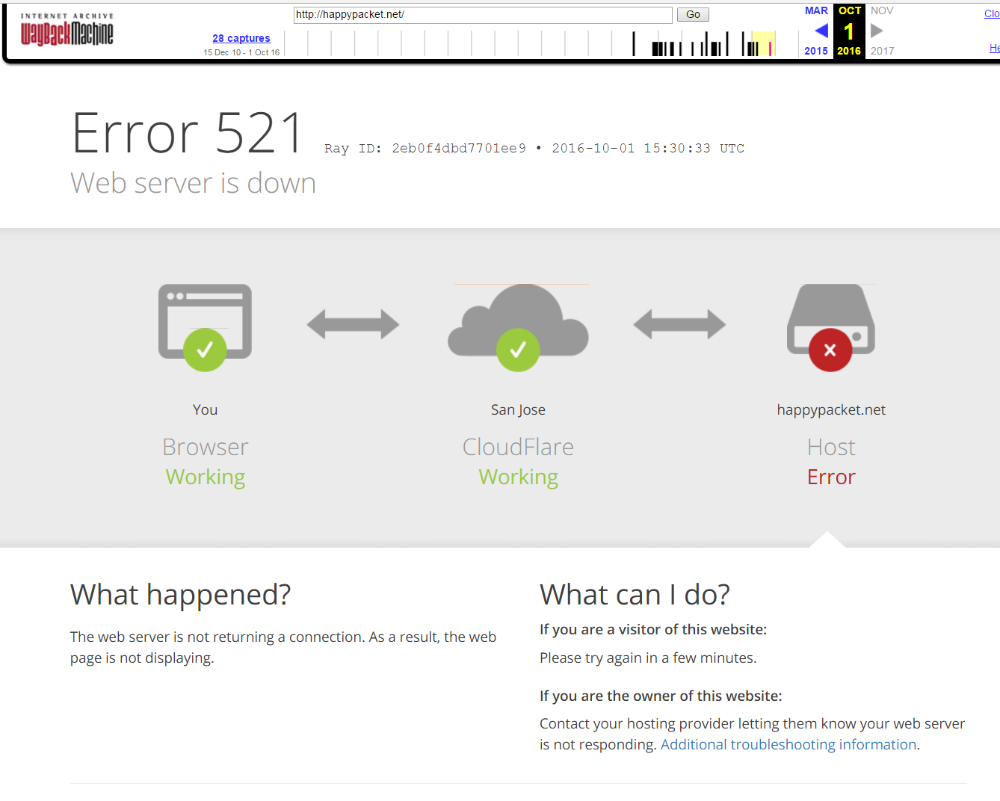 INTERNET ARCHIVE
WayBackMachine
http://happypacket.net/
Go
28 captures
15 Dec 10 - 1 Oct 16
MAR OCT NOV
1
2015 2016 2017
Clo
He
Error 521 Ray ID: 2eb0f4dbd7701ee9 • 2016-10-01 15:30:33 UTC
Web server is down
You
Browser
Working
San Jose
CloudFlare
Working
happypacket.net
Host
Error
What happened?
The web server is not returning a connection. As a result, the web
page is not displaying.
What can I do?
If you are a visitor of this website:
Please try again in a few minutes.
If you are the owner of this website:
Contact your hosting provider letting them know your web server
is not responding. Additional troubleshooting information.